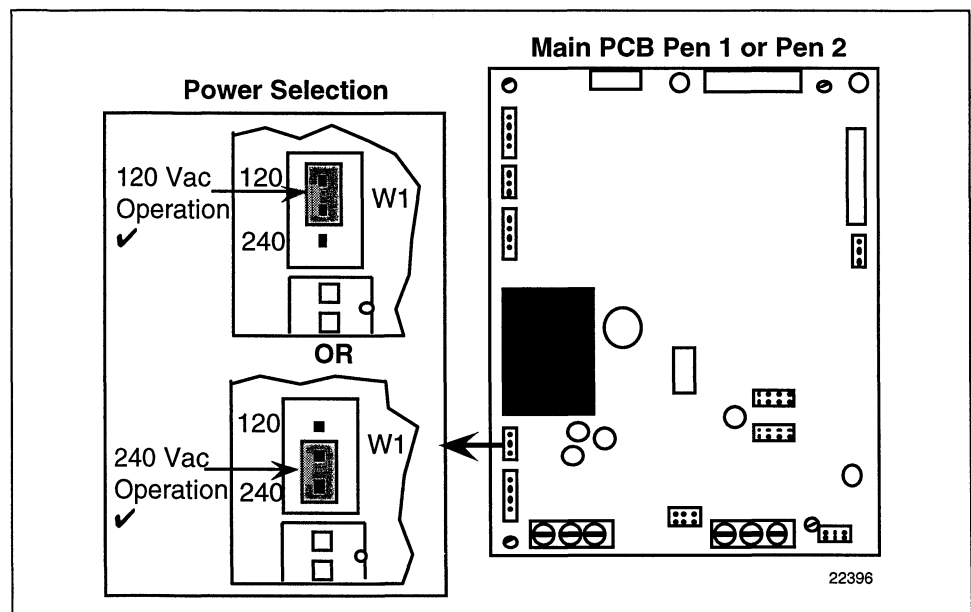 Main PCB Pen 1 or Pen 2
Power Selection
120 Vac
Operation
✔
120
W1
240
OR
120
W1
240 Vac
Operation
✔
240
22396